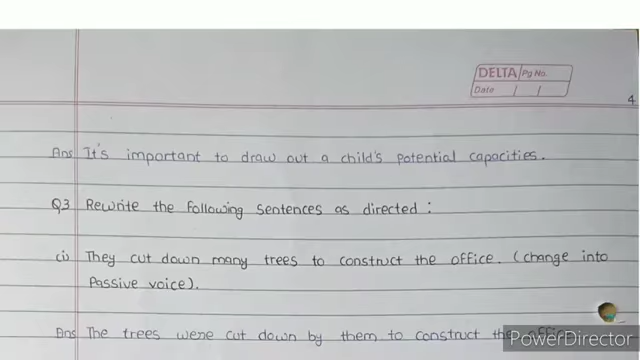 DELTA Pg No.
Date / /
4
Ans It's important to draw out a child's potential capacities.
Q3 Rewrite the following sentences as directed :
(i) They cut down many trees to construct the office. (change into
Passive voice).
Ans The trees were cut down by them to construct the office
PowerDirector